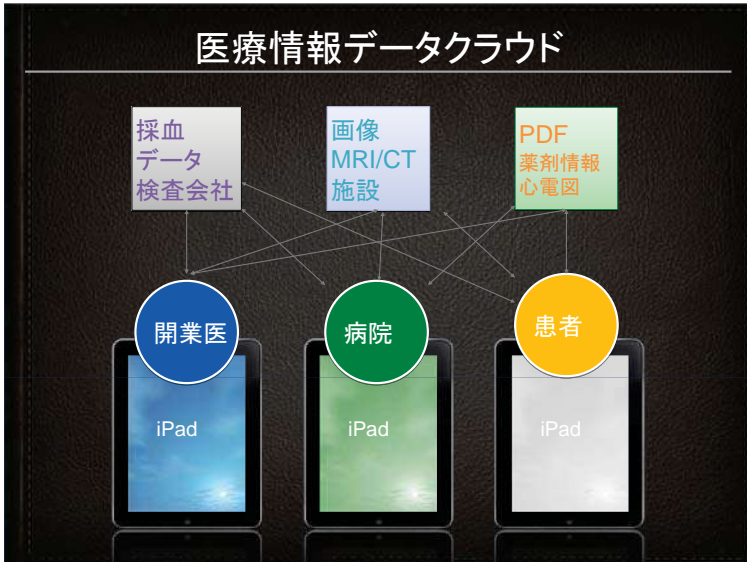 医療情報データクラウド
採血
データ
検査会社
画像
MRI/CT
施設
PDF
薬剤情報
心電図
開業医
病院
患者
iPad
iPad
iPad